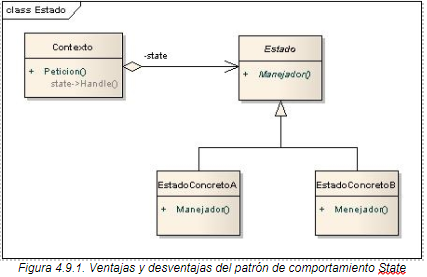 class Estado
Contexto
+ Peticion()
state->Handle()
-state
Estado
+ Manejador()
EstadoConcretoA
+ Manejador()
EstadoConcretoB
+ Menejador()
Figura 4.9.1. Ventajas y desventajas del patrón de comportamiento State